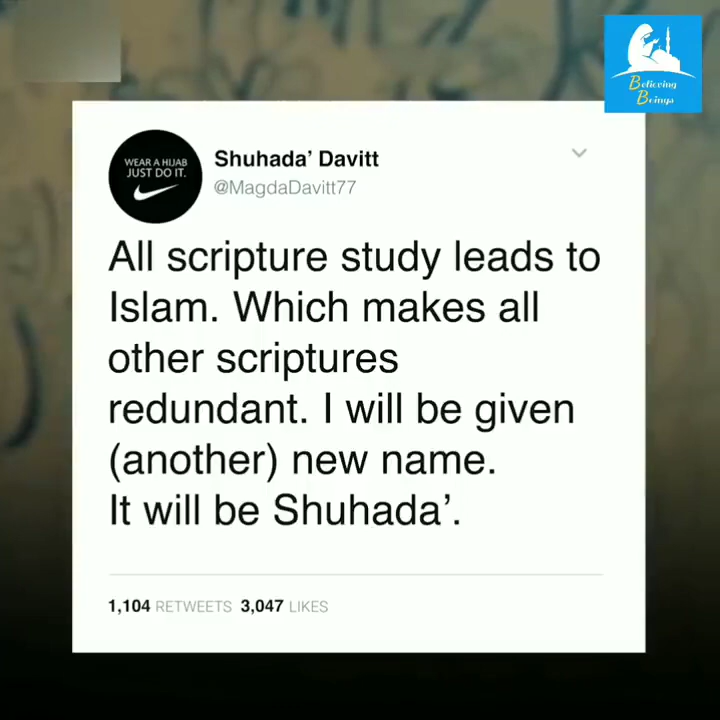 Believing
Beings
WEAR A HIJAB
JUST DO IT.
Shuhada’ Davitt
@MagdaDavitt77
All scripture study leads to
Islam. Which makes all
other scriptures
redundant. I will be given
(another) new name.
It will be Shuhada’.
1,104 RETWEETS 3,047 LIKES